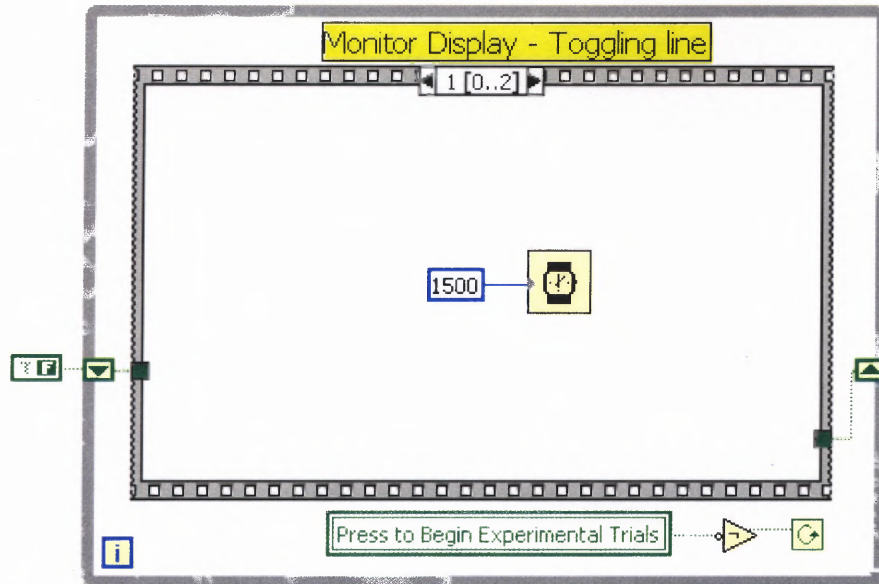 Monitor Display - Toggling line
1 [0..2]
1500
F
Press to Begin Experimental Trials
i